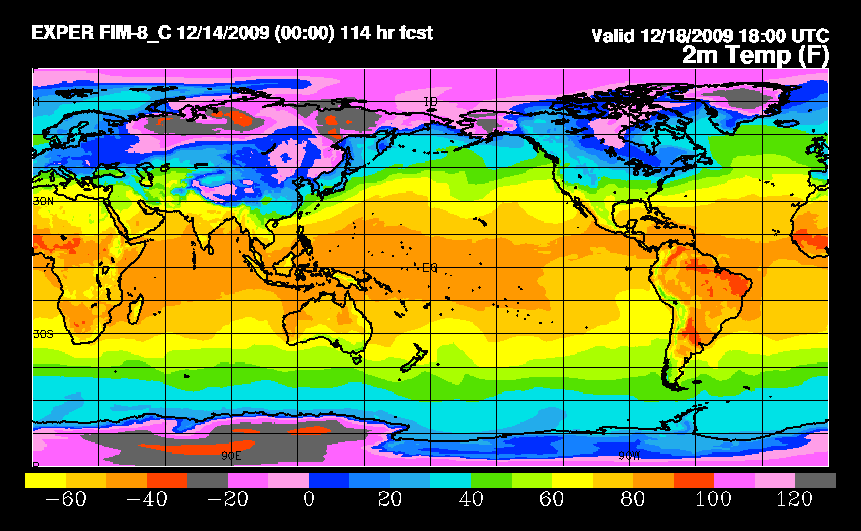 EXPER FIM-8_C 12/14/2009 (00:00) 114 hr fcst
Valid 12/18/2009 18:00 UTC
2m Temp (F)
ID
30N
EQ
30S
90E
90W
-60 -40 -20 0 20 40 60 80 100 120